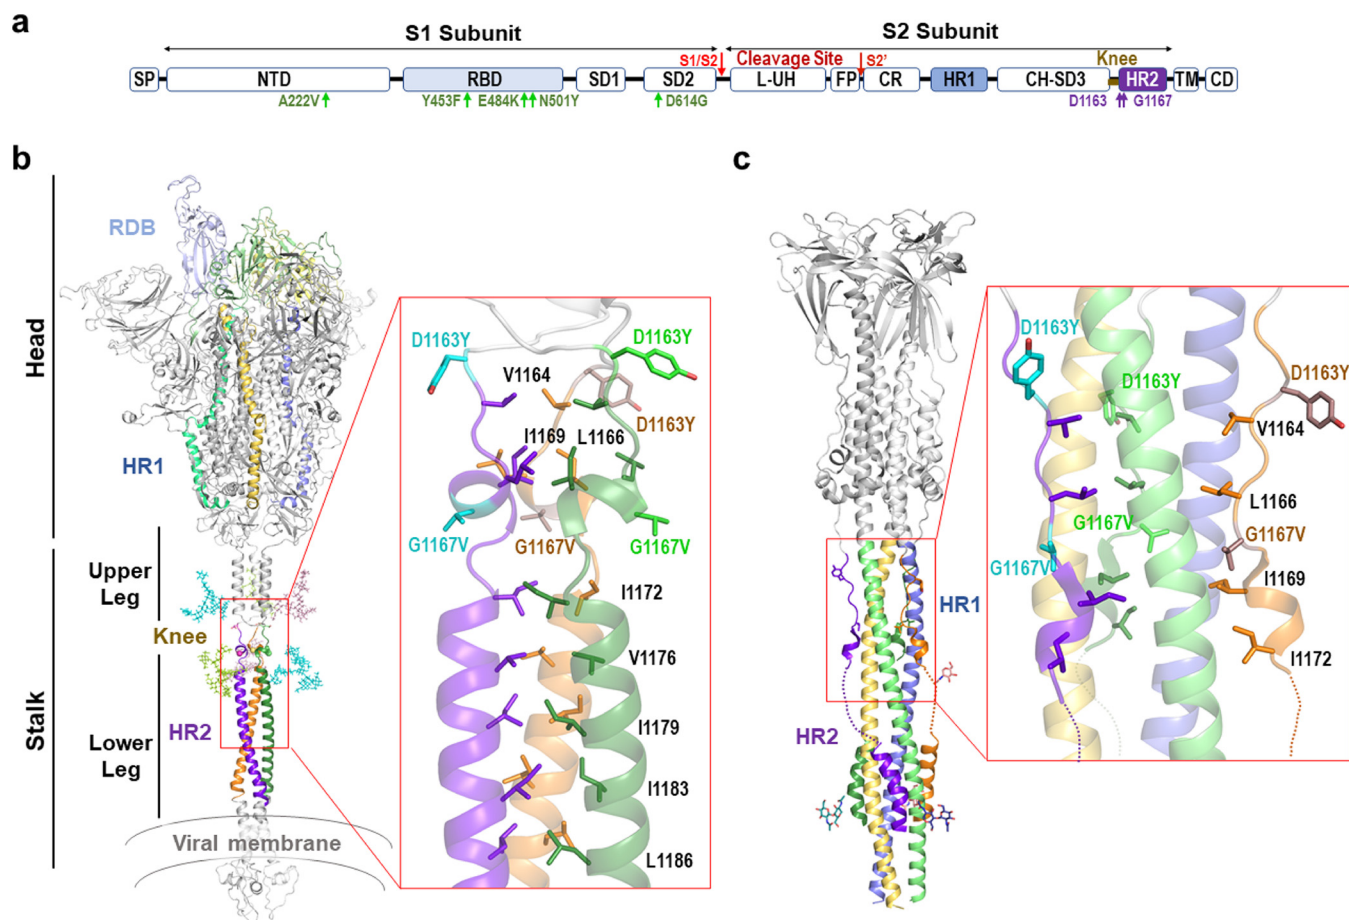 a
S1 Subunit
S2 Subunit
S1/S2
Cleavage Site
S2'
Knee
SP
NTD
RBD
SD1
SD2
L-UH
FP
CR
HR1
CH-SD3
HR2
TM
CD
A222V
Y453F
E484K
N501Y
D614G
D1163
G1167
b
Head
Stalk
RDB
HR1
Upper
Leg
Knee
HR2
Lower
Leg
Viral membrane
D1163Y
D1163Y
V1164
D1163Y
I1169
L1166
G1167V
G1167V
G1167V
I1172
V1176
I1179
I1183
L1186
c
HR1
HR2
D1163Y
D1163Y
D1163Y
V1164
L1166
G1167V
G1167V
G1167V
I1169
I1172